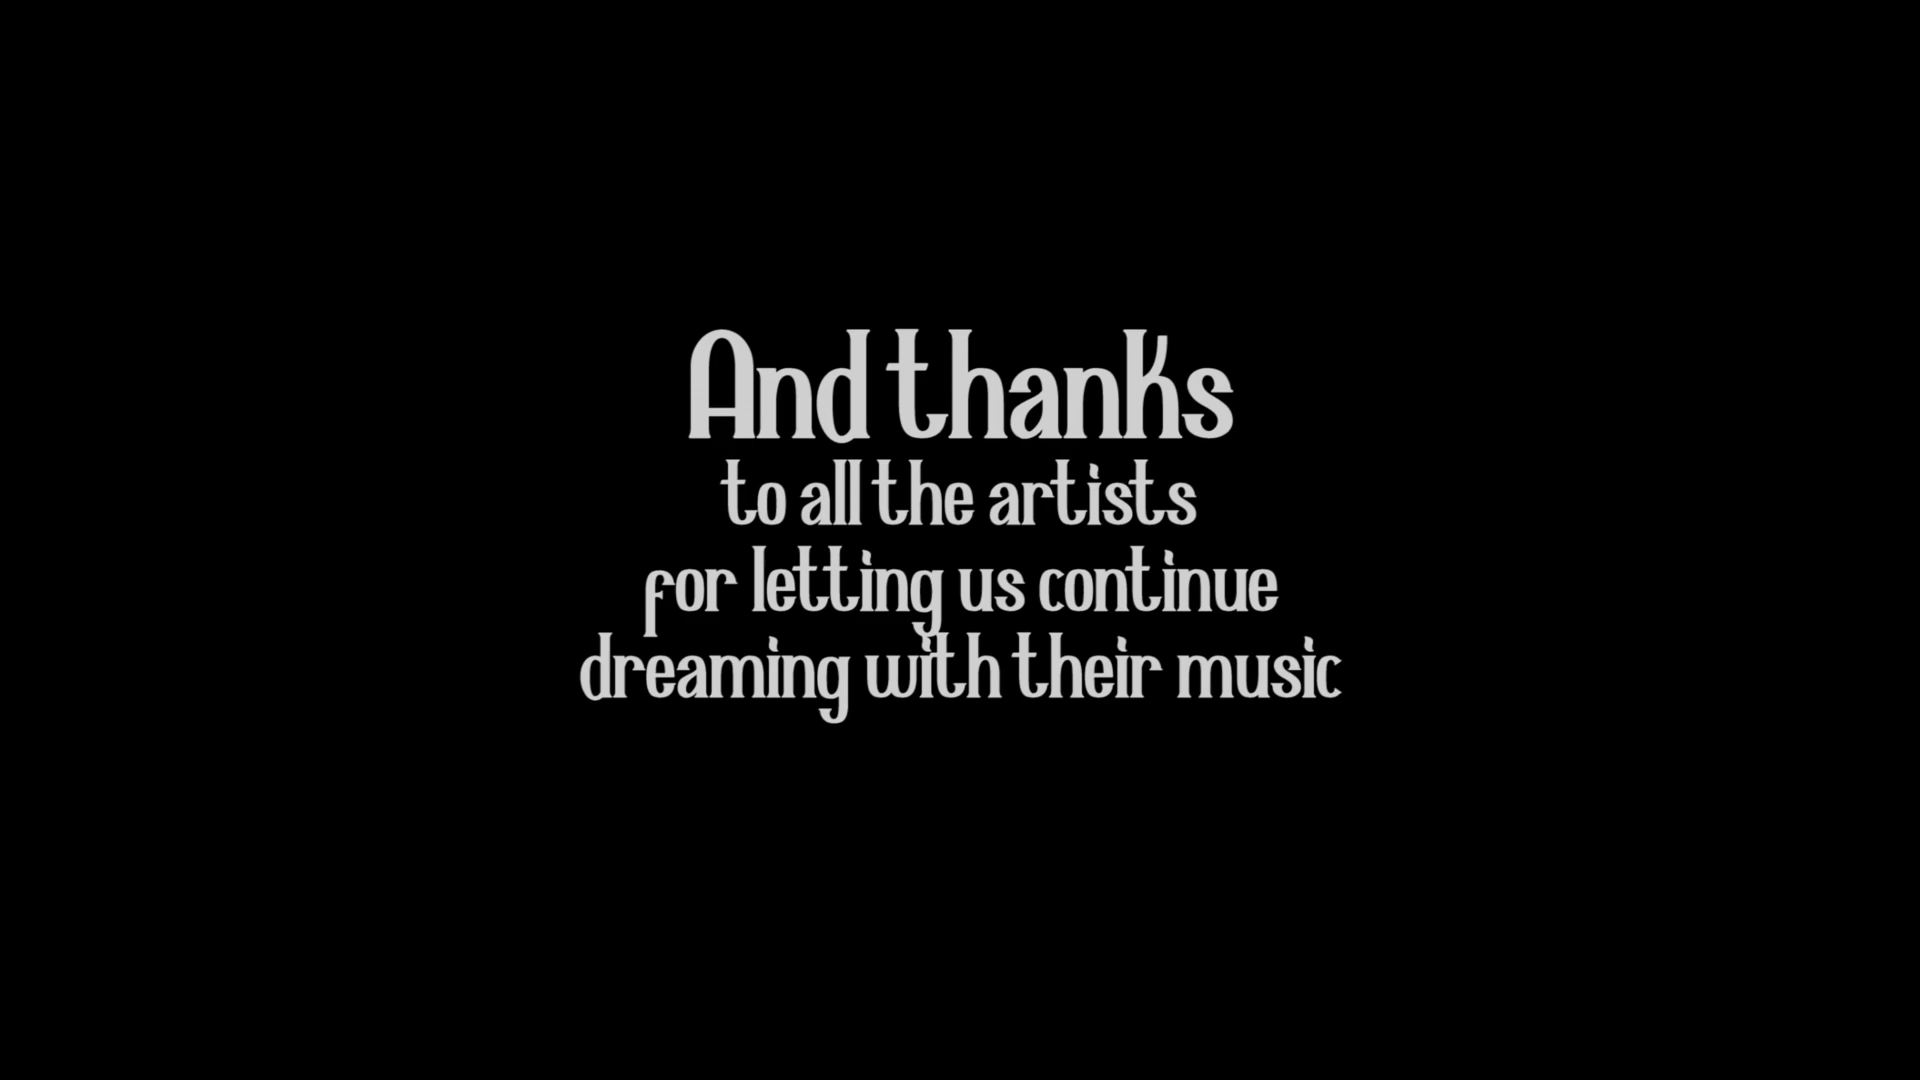 And thanks
to all the artists
for letting us continue
dreaming with their music